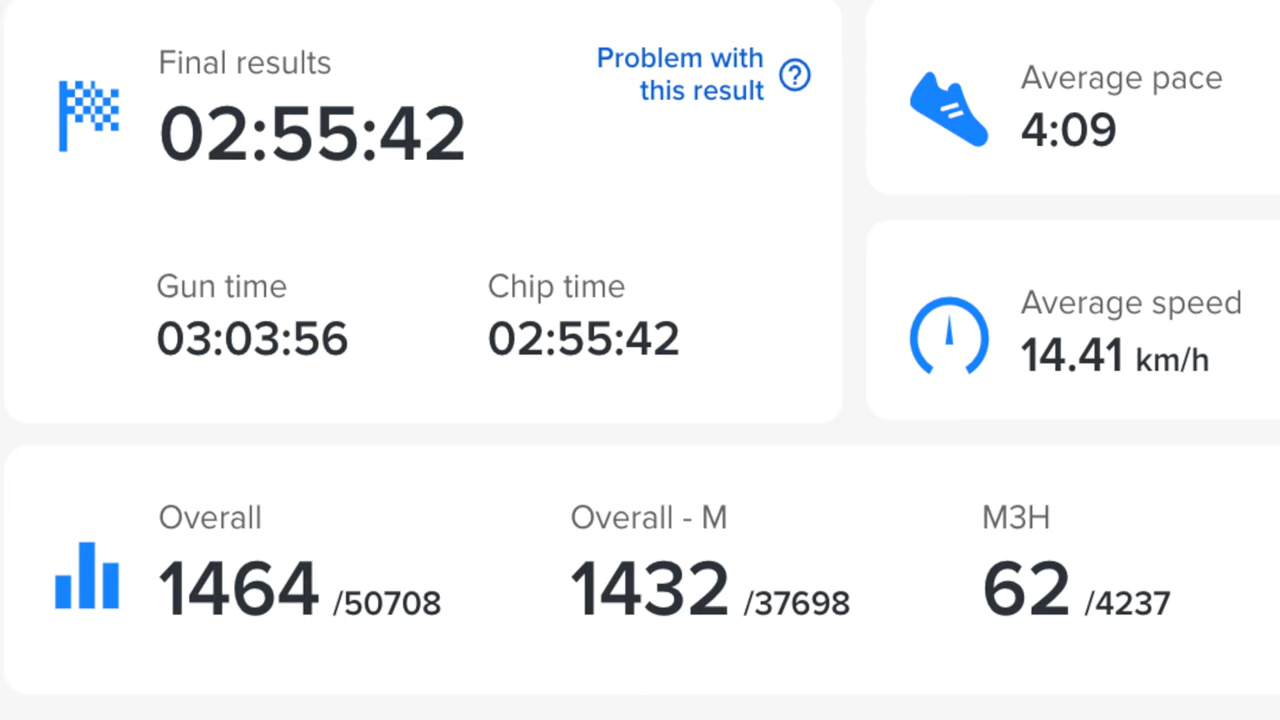 Final results
02:55:42
Problem with
this result
?
Gun time
03:03:56
Chip time
02:55:42
Average pace
4:09
Average speed
14.41 km/h
Overall
1464 /50708
Overall - M
1432 /37698
M3H
62 /4237